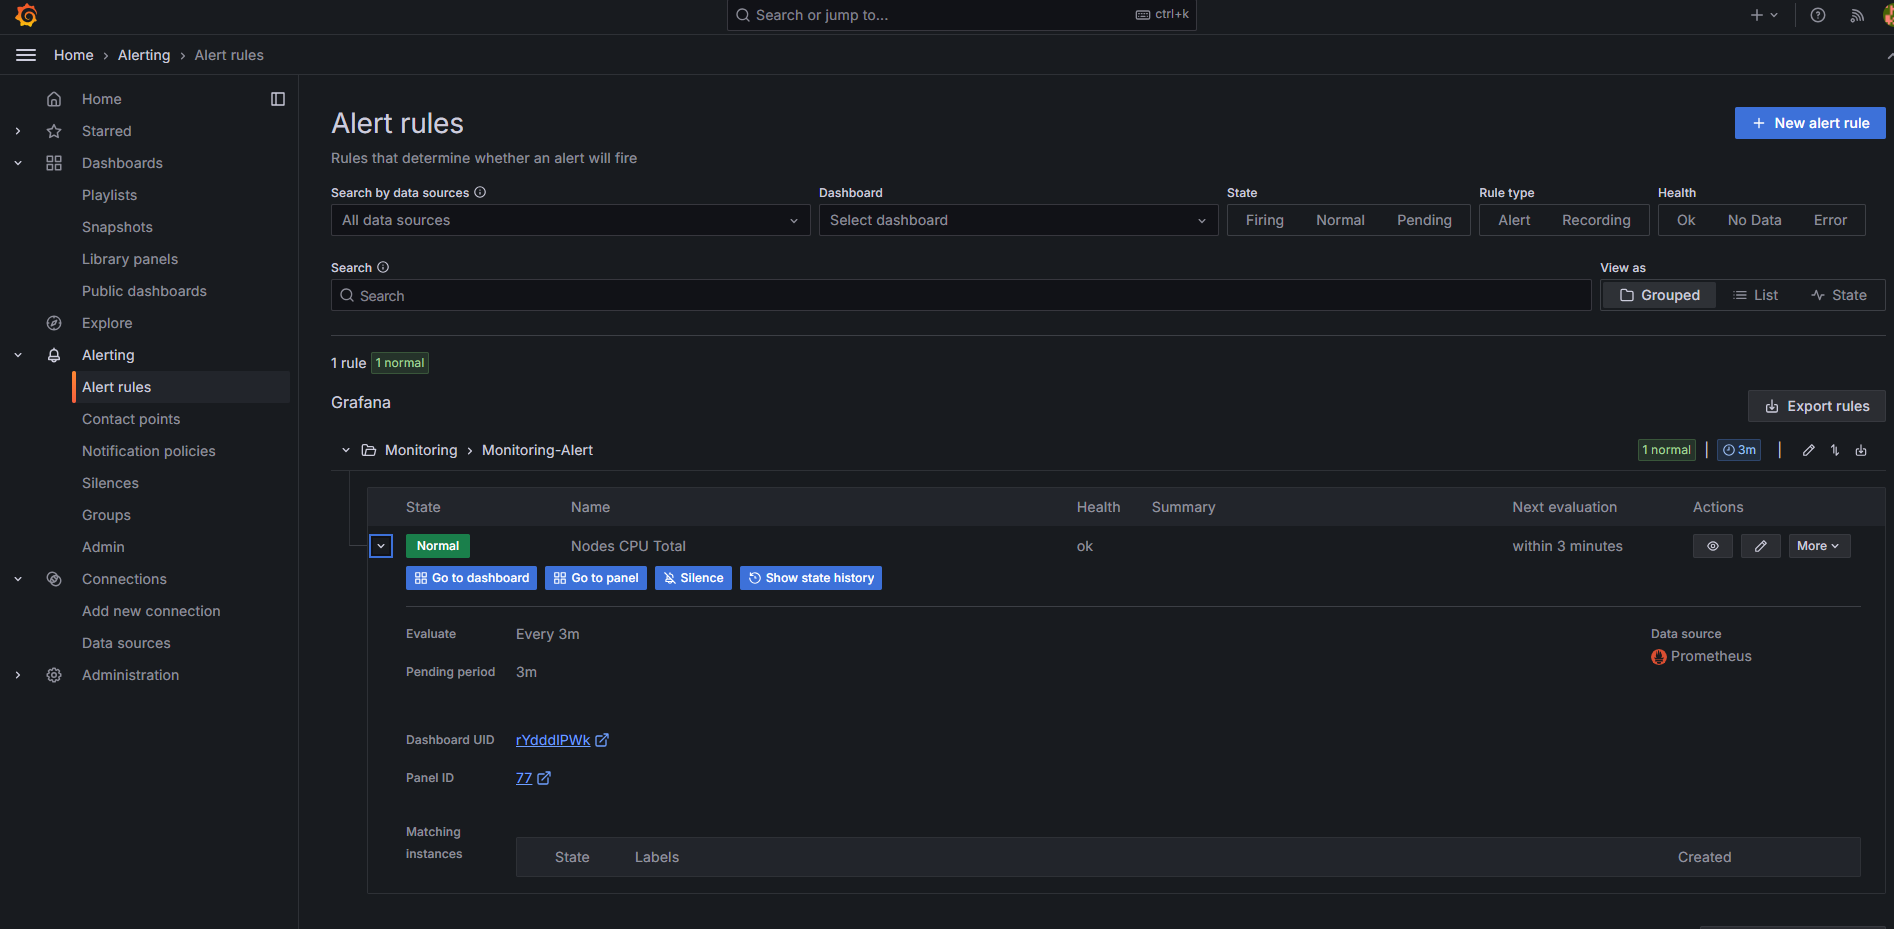 Search or jump to...
ctrl+k
Home › Alerting › Alert rules
Home
Starred
Dashboards
Playlists
Snapshots
Library panels
Public dashboards
Explore
Alerting
Alert rules
Contact points
Notification policies
Silences
Groups
Admin
Connections
Add new connection
Data sources
Administration
Alert rules
+ New alert rule
Rules that determine whether an alert will fire
Search by data sources
Dashboard
State
Rule type
Health
All data sources
Select dashboard
Firing Normal Pending
Alert Recording
Ok No Data Error
Search
View as
Search
Grouped List State
1 rule 1 normal
Grafana
Export rules
Monitoring › Monitoring-Alert
1 normal | 3m |
State Name Health Summary Next evaluation Actions
Normal Nodes CPU Total ok within 3 minutes More
Go to dashboard Go to panel Silence Show state history
Evaluate Every 3m
Data source
Prometheus
Pending period 3m
Dashboard UID rYdddlPWk
Panel ID 77
Matching
instances
State Labels Created